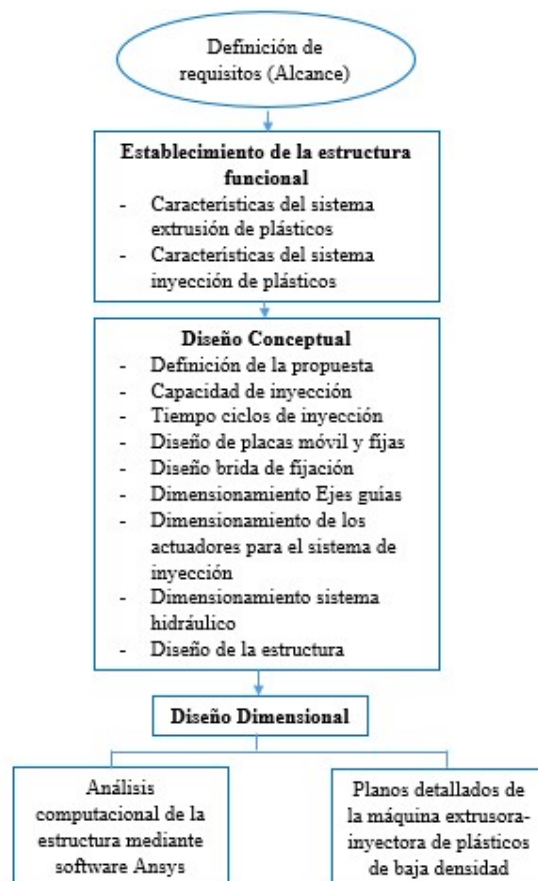 Definición de
requisitos (Alcance)
Establecimiento de la estructura
funcional
- Características del sistema
extrusión de plásticos
- Características del sistema
inyección de plásticos
Diseño Conceptual
- Definición de la propuesta
- Capacidad de inyección
- Tiempo ciclos de inyección
- Diseño de placas móvil y fijas
- Diseño brida de fijación
- Dimensionamiento Ejes guías
- Dimensionamiento de los
actuadores para el sistema de
inyección
- Dimensionamiento sistema
hidráulico
- Diseño de la estructura
Diseño Dimensional
Análisis
computacional de la
estructura mediante
software Ansys
Planos detallados de
la máquina extrusora-
inyectora de plásticos
de baja densidad